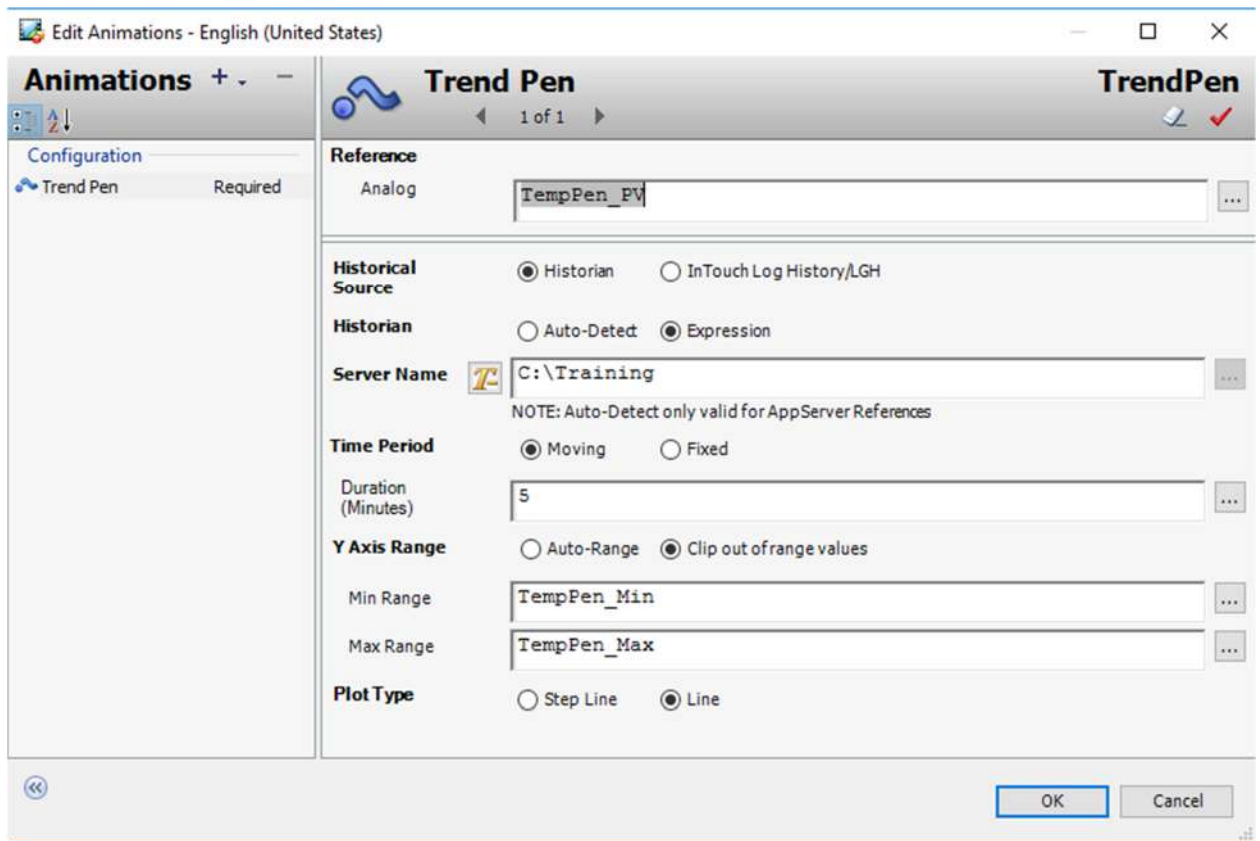 Edit Animations - English (United States)
Animations
Configuration
Trend Pen Required
Trend Pen
1 of 1
TrendPen
Reference
Analog
TempPen_PV
...
Historical
Source
Historian
InTouch Log History/LGH
Historian
Auto-Detect
Expression
Server Name
C:\Training
...
NOTE: Auto-Detect only valid for AppServer References
Time Period
Moving
Fixed
Duration
(Minutes)
5
...
Y Axis Range
Auto-Range
Clip out of range values
Min Range
TempPen_Min
...
Max Range
TempPen_Max
...
Plot Type
Step Line
Line
OK
Cancel